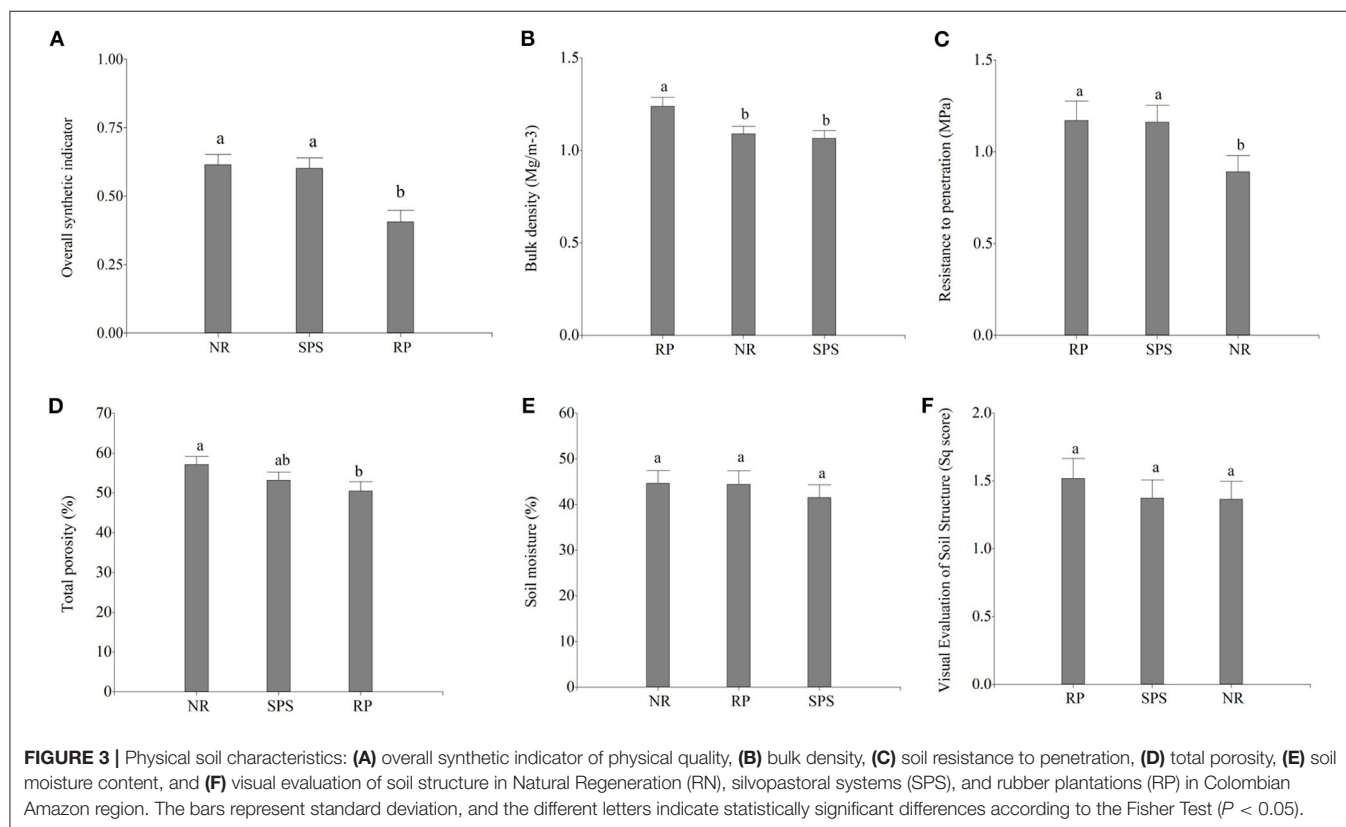 A
Overall synthetic indicator
1.00
0.75
0.50
0.25
0.00
a
a
b
NR SPS RP
B
Bulk density (Mg/m-3)
1.5
1.0
0.5
0.0
a
b
b
RP NR SPS
C
Resistance to penetration (MPa)
1.5
1.0
0.5
0.0
a
a
b
RP SPS NR
D
Total porosity (%)
70
60
50
40
30
20
10
0
a
ab
b
NR SPS RP
E
Soil moisture (%)
60
50
40
30
20
10
0
a
a
a
NR RP SPS
F
Visual Evaluation of Soil Structure (Sq score)
2.0
1.5
1.5
0.5
0.0
a
a
a
RP SPS NR
FIGURE 3 | Physical soil characteristics: (A) overall synthetic indicator of physical quality, (B) bulk density, (C) soil resistance to penetration, (D) total porosity, (E) soil
moisture content, and (F) visual evaluation of soil structure in Natural Regeneration (RN), silvopastoral systems (SPS), and rubber plantations (RP) in Colombian
Amazon region. The bars represent standard deviation, and the different letters indicate statistically significant differences according to the Fisher Test (P < 0.05).